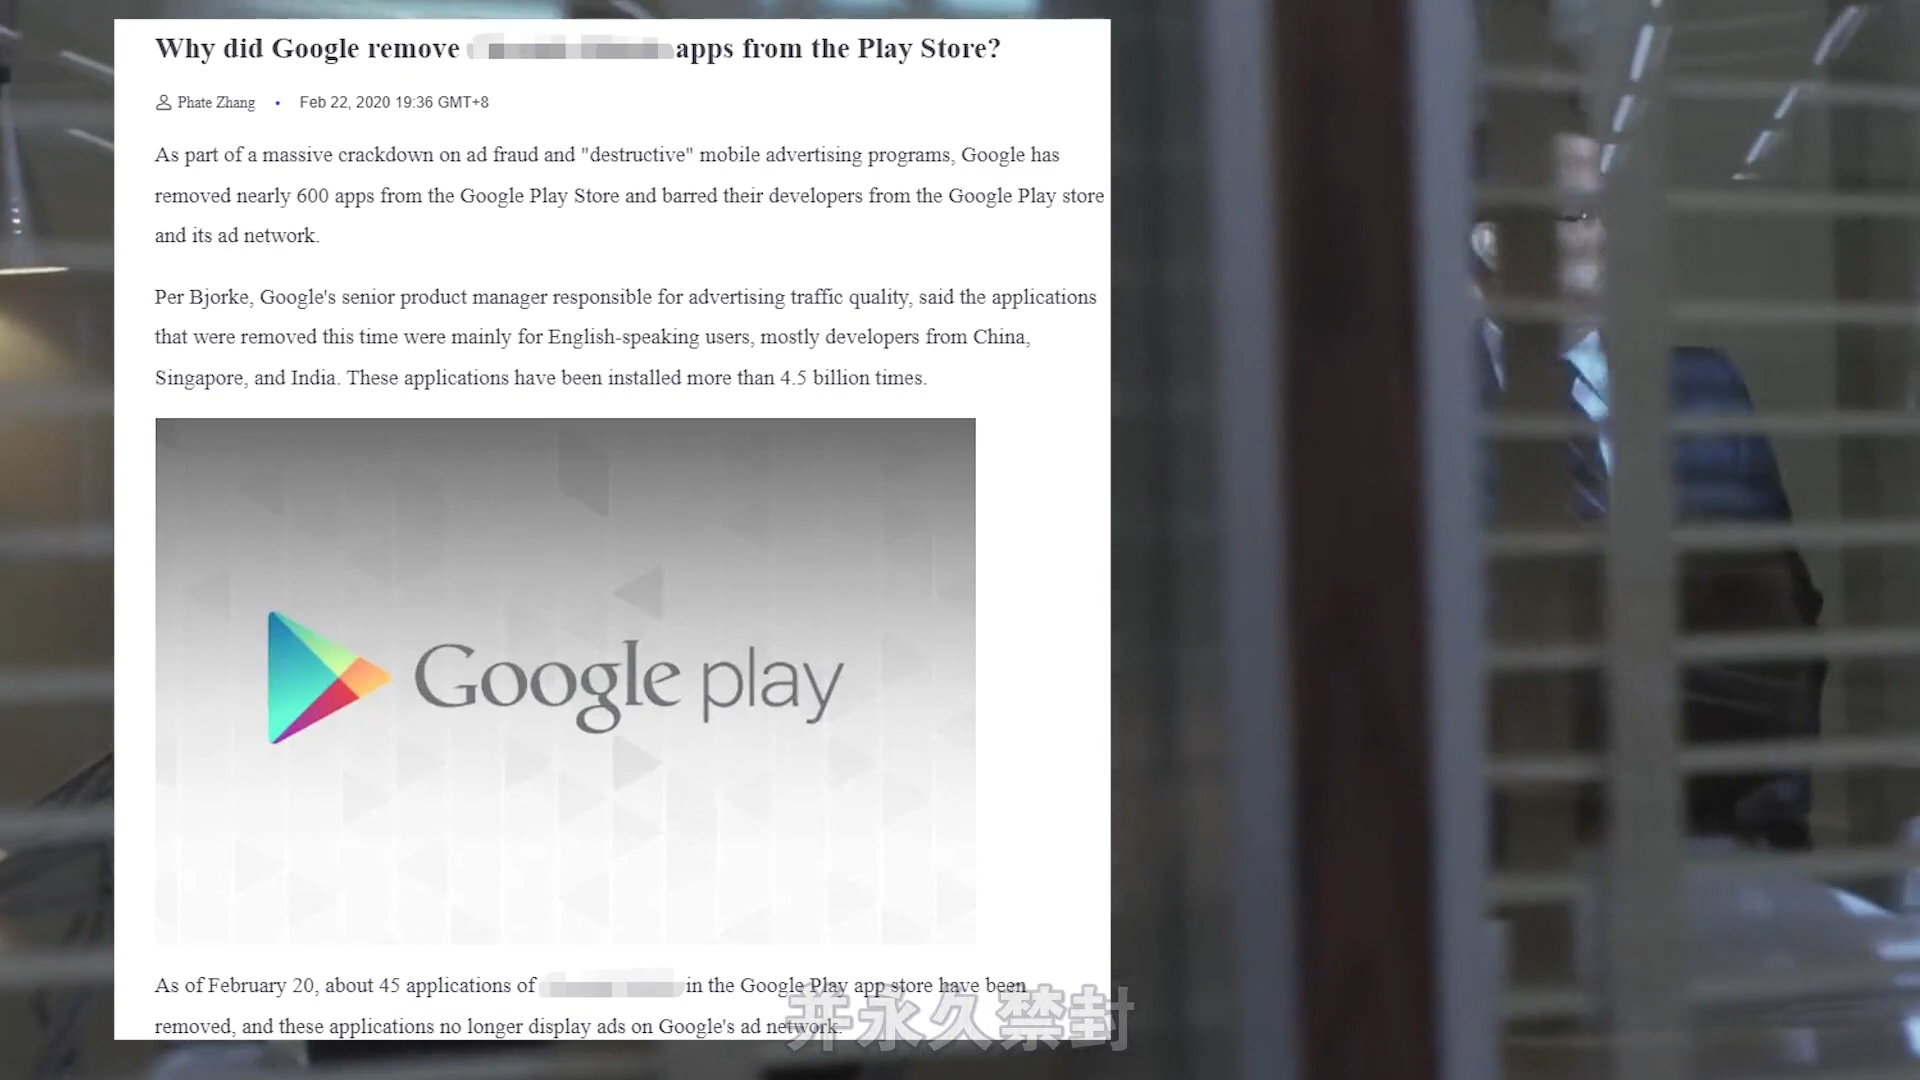 Why did Google remove apps from the Play Store?
Phate Zhang • Feb 22, 2020 19:36 GMT+8
As part of a massive crackdown on ad fraud and "destructive" mobile advertising programs, Google has
removed nearly 600 apps from the Google Play Store and barred their developers from the Google Play store
and its ad network.
Per Bjorke, Google's senior product manager responsible for advertising traffic quality, said the applications
that were removed this time were mainly for English-speaking users, mostly developers from China,
Singapore, and India. These applications have been installed more than 4.5 billion times.
Google play
As of February 20, about 45 applications of in the Google Play app store have been
removed, and these applications no longer display ads on Google's ad network.
并永久禁封